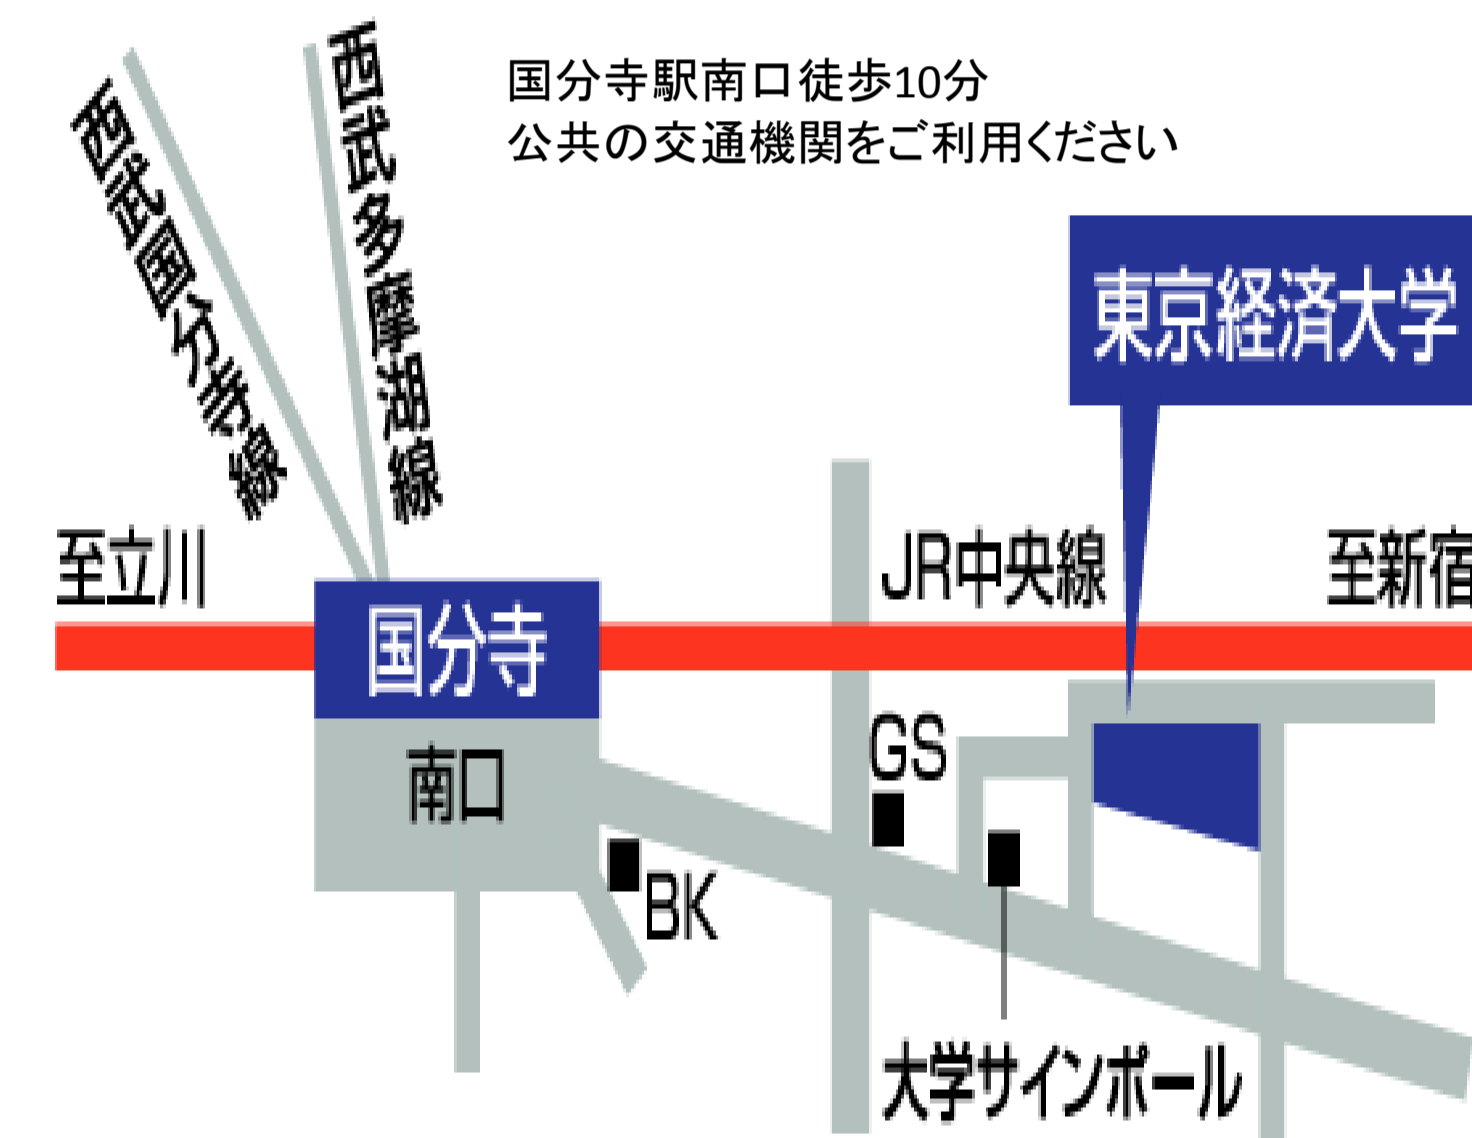 国分寺駅南口徒歩10分
公共の交通機関をご利用ください
西武国分寺線
西武多摩湖線
東京経済大学
至立川
JR中央線
至新宿
国分寺
南口
GS
BK
大学サインポール